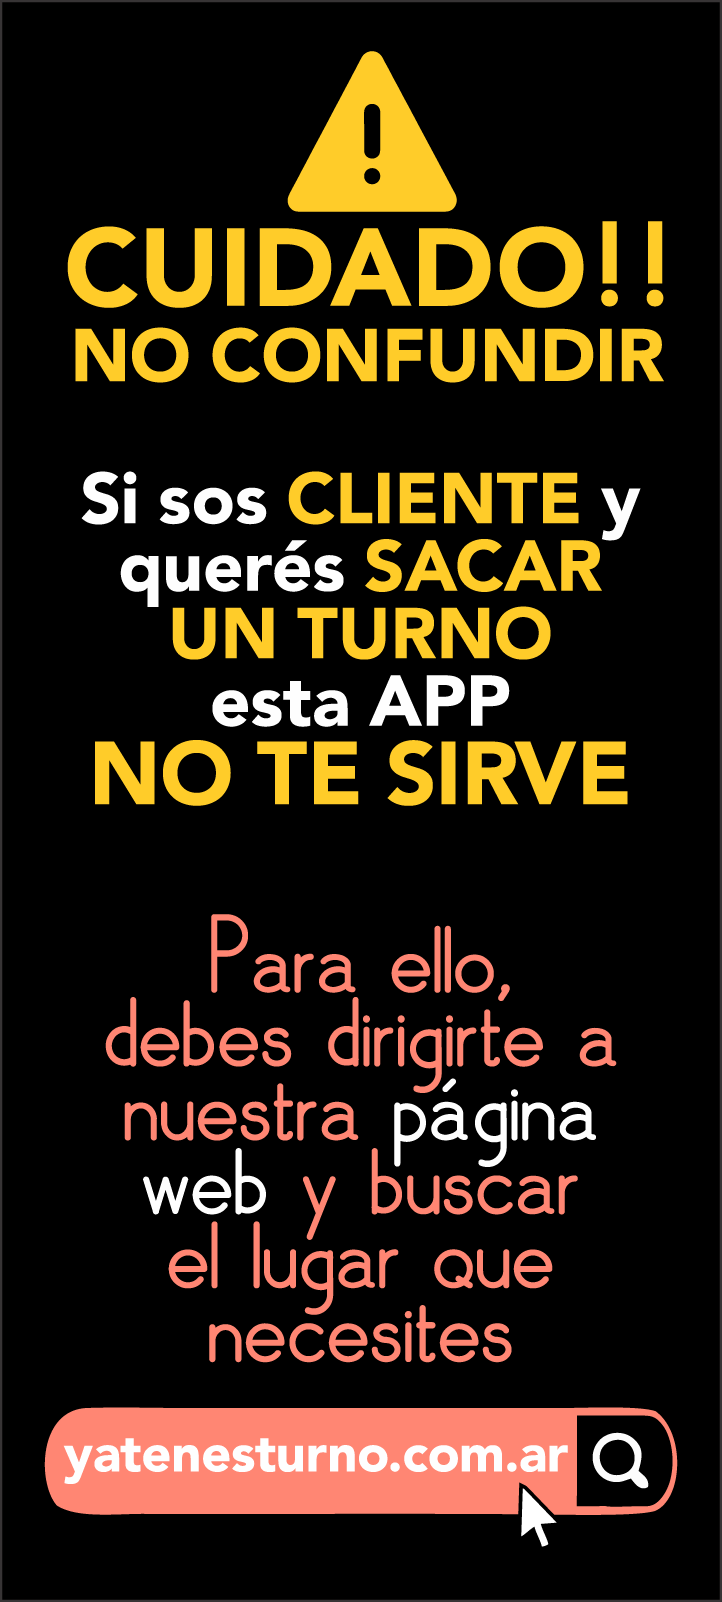 CUIDADO!!
NO CONFUNDIR
Si sos CLIENTE y
querés SACAR
UN TURNO
esta APP
NO TE SIRVE
Para ello,
debes dirigirte a
nuestra página
web y buscar
el lugar que
necesites
yatenesturno.com.ar